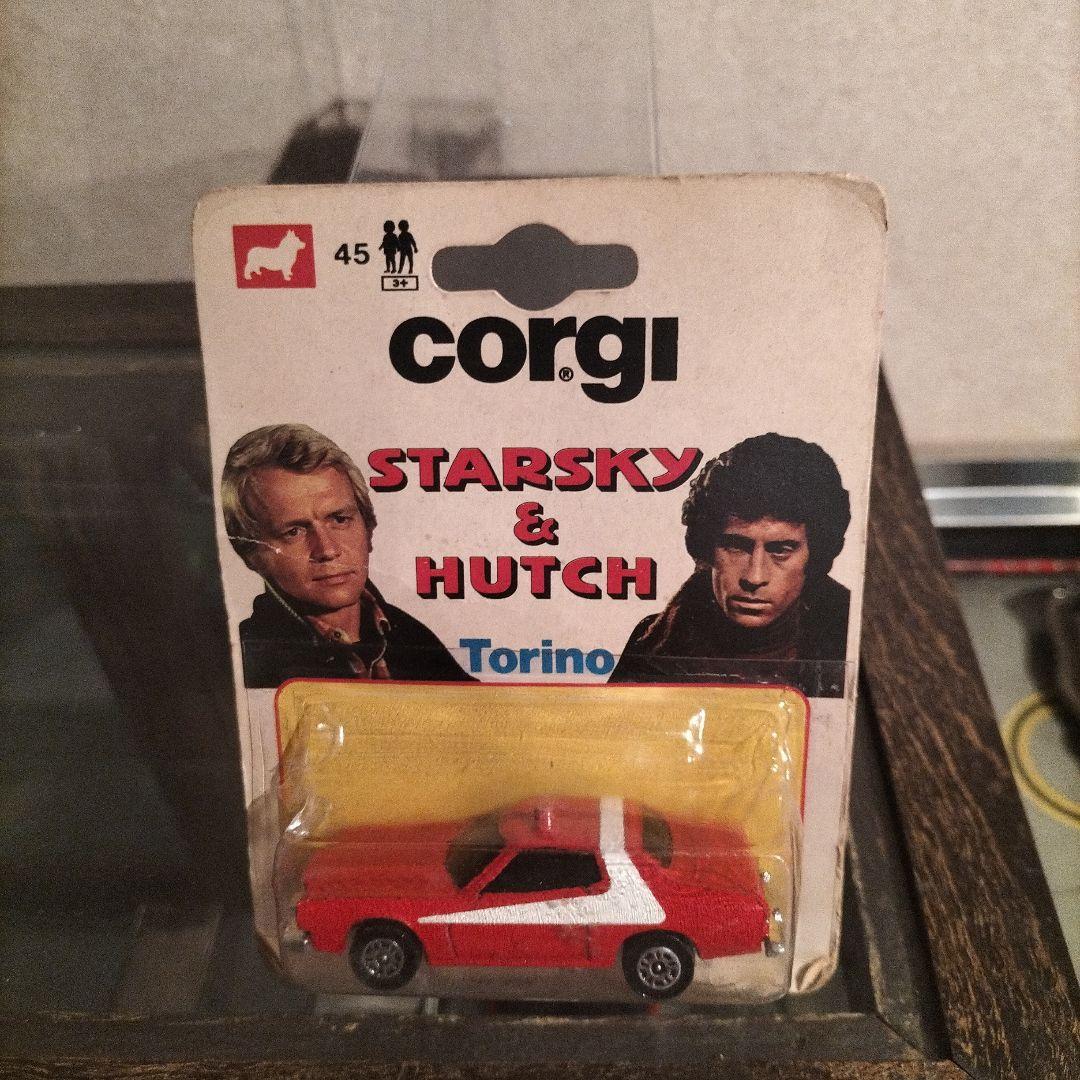 45
3+
corgi®
STARSKY
&
HUTCH
Torino